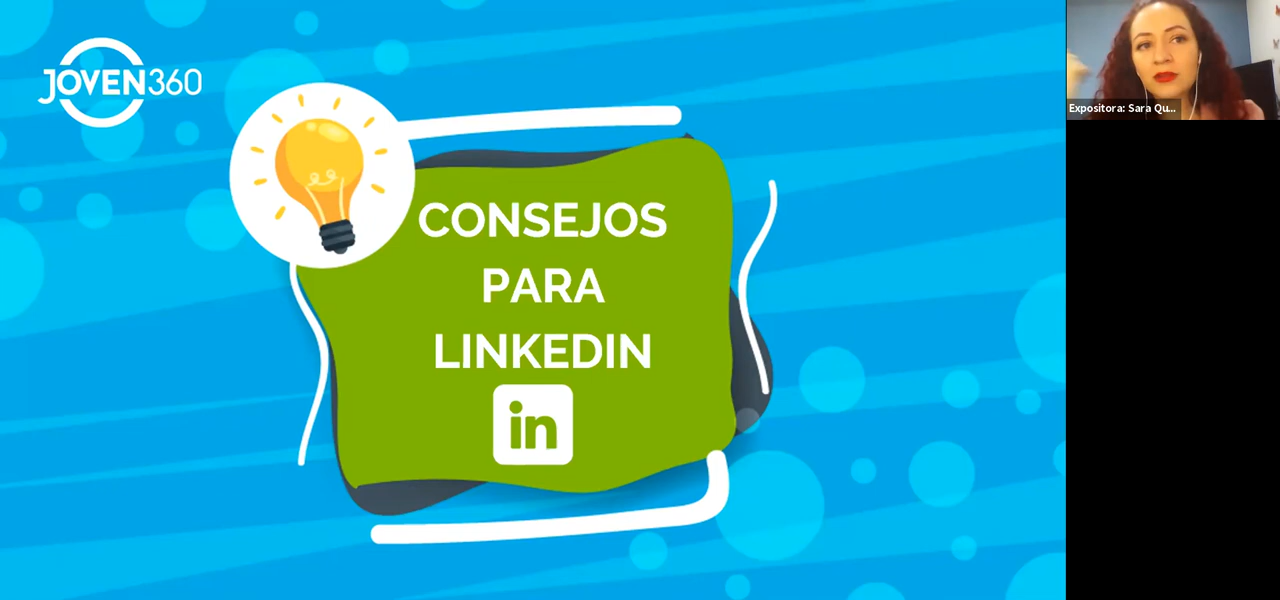 JOVEN360
CONSEJOS
PARA
LINKEDIN
in
Expositora: Sara Qu...